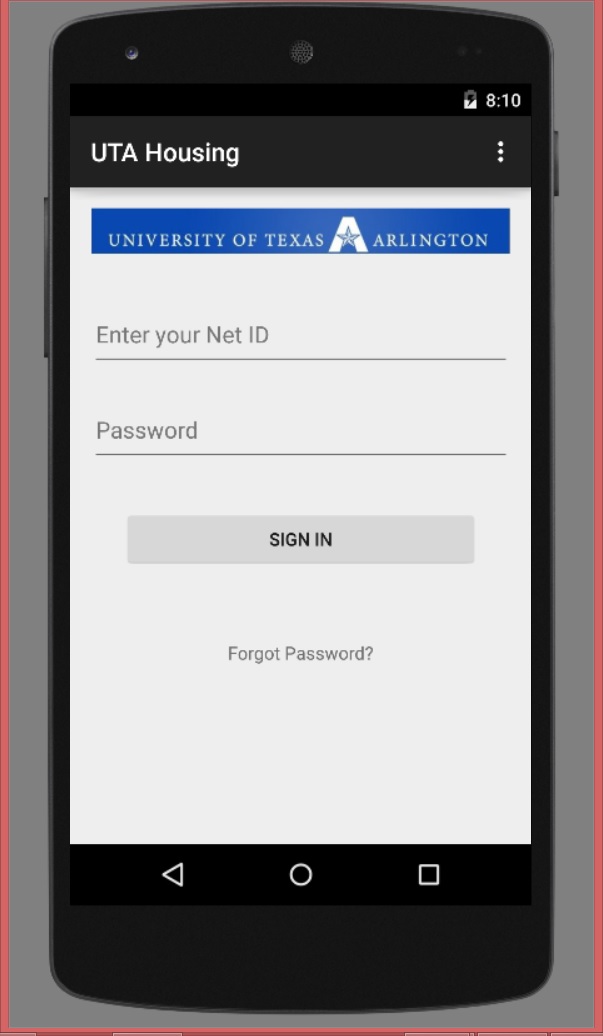 8:10
UTA Housing
UNIVERSITY OF TEXAS A ARLINGTON
Enter your Net ID
Password
SIGN IN
Forgot Password?